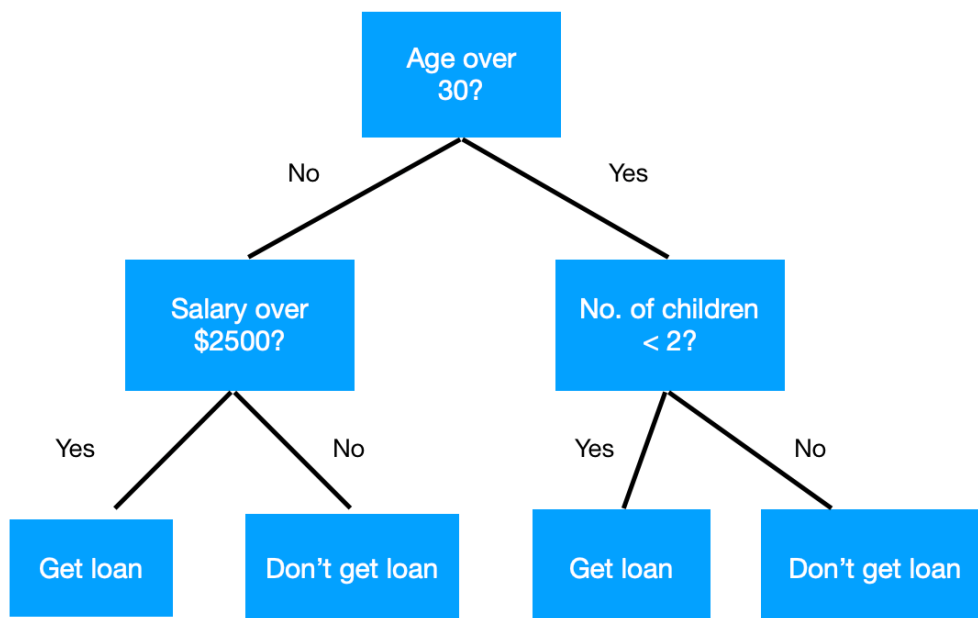 Age over
30?
No
Yes
Salary over
$2500?
No. of children
< 2?
Yes
No
Yes
No
Get loan
Don’t get loan
Get loan
Don’t get loan